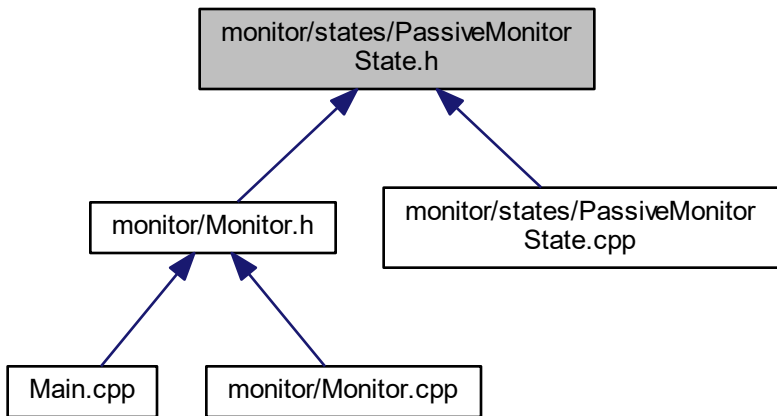 monitor/states/PassiveMonitor
State.h
monitor/Monitor.h
monitor/states/PassiveMonitor
State.cpp
Main.cpp
monitor/Monitor.cpp